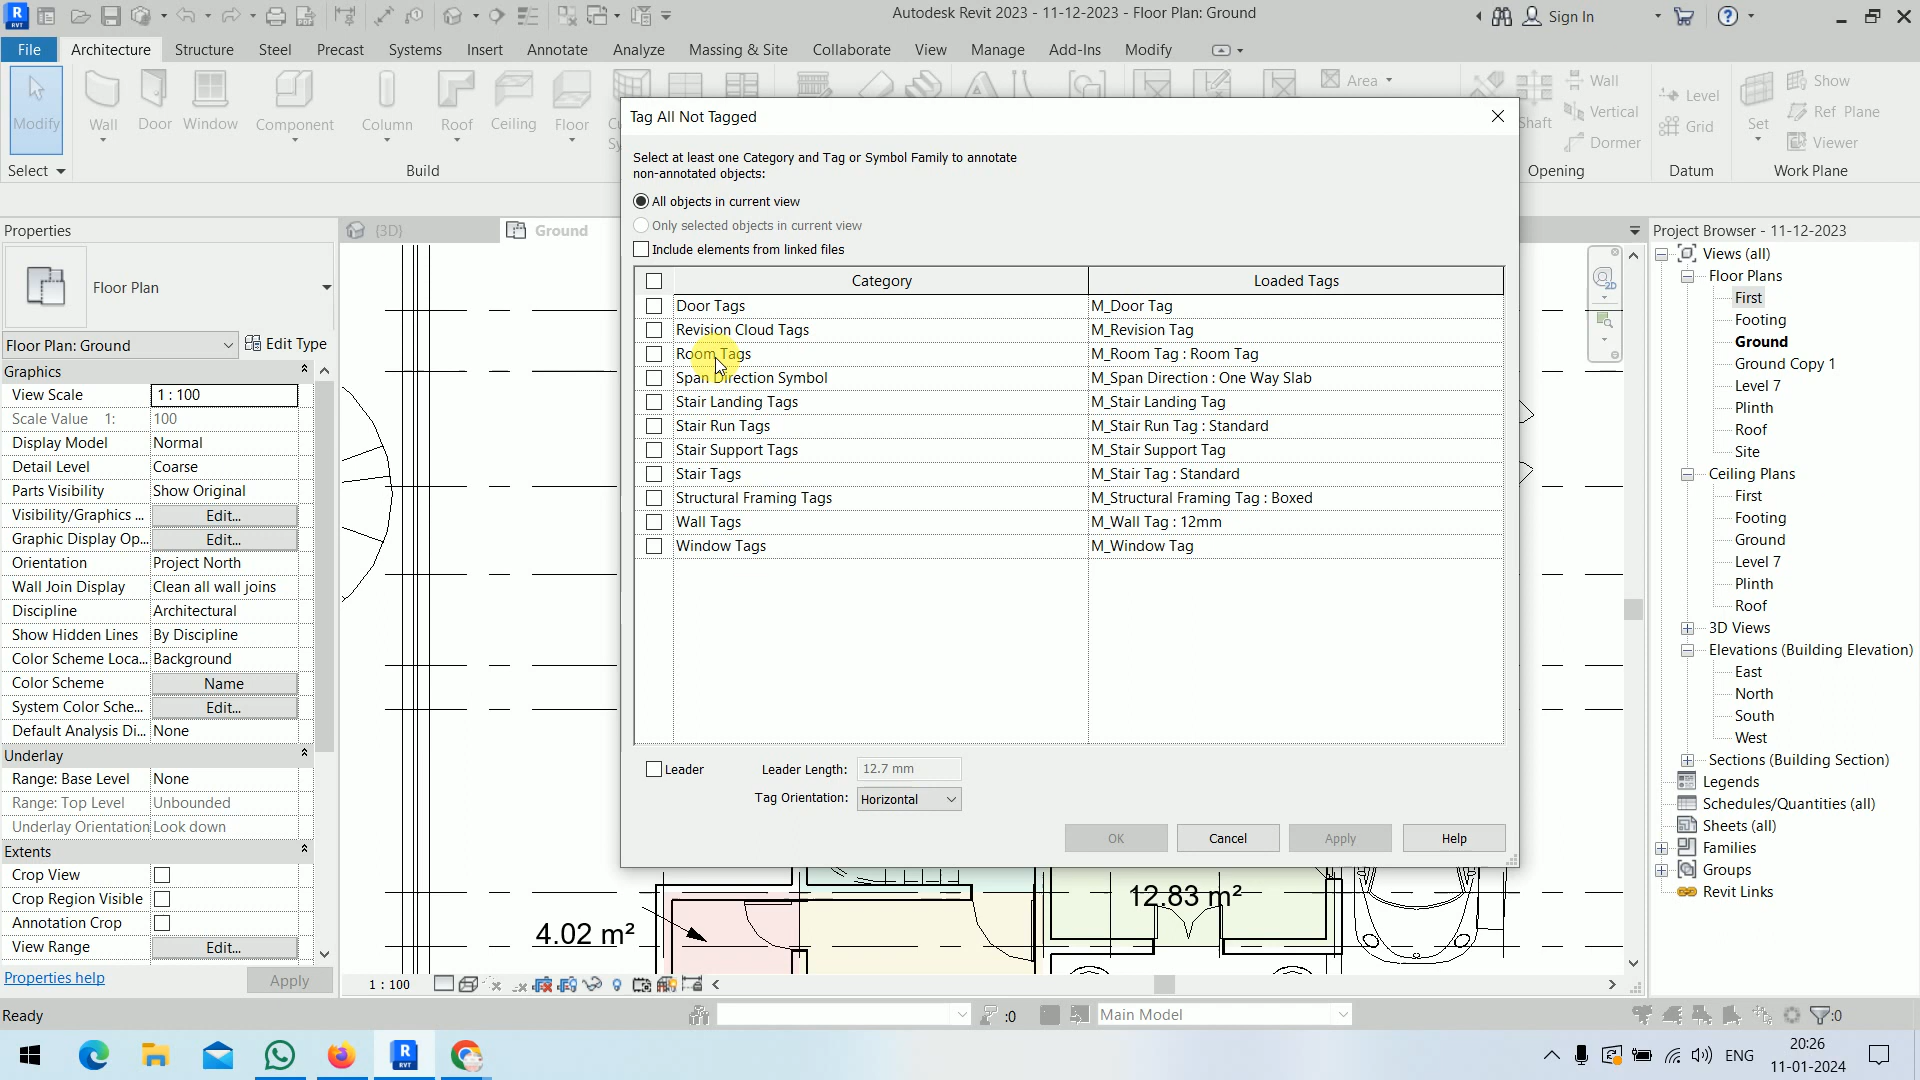 Autodesk Revit 2023 - 11-12-2023 - Floor Plan: Ground
Sign In
File
Architecture
Structure
Steel
Precast
Systems
Insert
Annotate
Analyze
Massing & Site
Collaborate
View
Manage
Add-Ins
Modify
Modify
Wall
Door
Window
Component
Column
Roof
Ceiling
Floor
Area
Shaft
Wall
Vertical
Dormer
Level
Grid
Set
Show
Ref Plane
Viewer
Select
Build
Opening
Datum
Work Plane
Tag All Not Tagged
Select at least one Category and Tag or Symbol Family to annotate
non-annotated objects:
All objects in current view
Only selected objects in current view
Include elements from linked files
Category Loaded Tags
Door Tags M_Door Tag
Revision Cloud Tags M_Revision Tag
Room Tags M_Room Tag : Room Tag
Span Direction Symbol M_Span Direction : One Way Slab
Stair Landing Tags M_Stair Landing Tag
Stair Run Tags M_Stair Run Tag : Standard
Stair Support Tags M_Stair Support Tag
Stair Tags M_Stair Tag : Standard
Structural Framing Tags M_Structural Framing Tag : Boxed
Wall Tags M_Wall Tag : 12mm
Window Tags M_Window Tag
Leader
Leader Length: 12.7 mm
Tag Orientation: Horizontal
OK
Cancel
Apply
Help
Properties
Floor Plan
Floor Plan: Ground
Edit Type
Graphics
View Scale 1 : 100
Scale Value 1: 100
Display Model Normal
Detail Level Coarse
Parts Visibility Show Original
Visibility/Graphics ... Edit...
Graphic Display Op... Edit...
Orientation Project North
Wall Join Display Clean all wall joins
Discipline Architectural
Show Hidden Lines By Discipline
Color Scheme Loca... Background
Color Scheme Name
System Color Sche... Edit...
Default Analysis Di... None
Underlay
Range: Base Level None
Range: Top Level Unbounded
Underlay Orientation Look down
Extents
Crop View
Crop Region Visible
Annotation Crop
View Range Edit...
Properties help
Apply
{3D}
Ground
2D
4.02 m²
12.83 m²
1 : 100
Project Browser - 11-12-2023
Views (all)
Floor Plans
First
Footing
Ground
Ground Copy 1
Level 7
Plinth
Roof
Site
Ceiling Plans
First
Footing
Ground
Level 7
Plinth
Roof
3D Views
Elevations (Building Elevation)
East
North
South
West
Sections (Building Section)
Legends
Schedules/Quantities (all)
Sheets (all)
Families
Groups
Revit Links
Ready
:0
Main Model
:0
ENG
20:26
11-01-2024